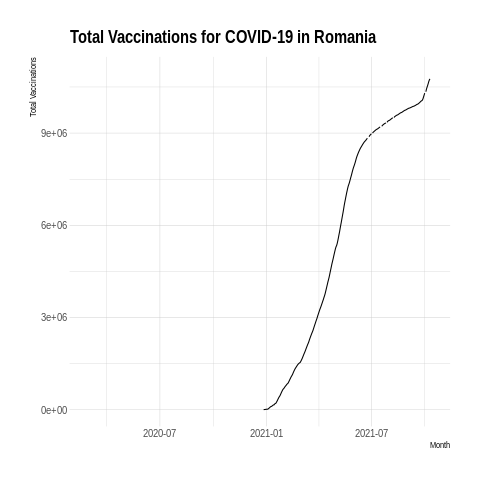 Total Vaccinations for COVID-19 in Romania
Total Vaccinations
9e+06
6e+06
3e+06
0e+00
2020-07 2021-01 2021-07
Month